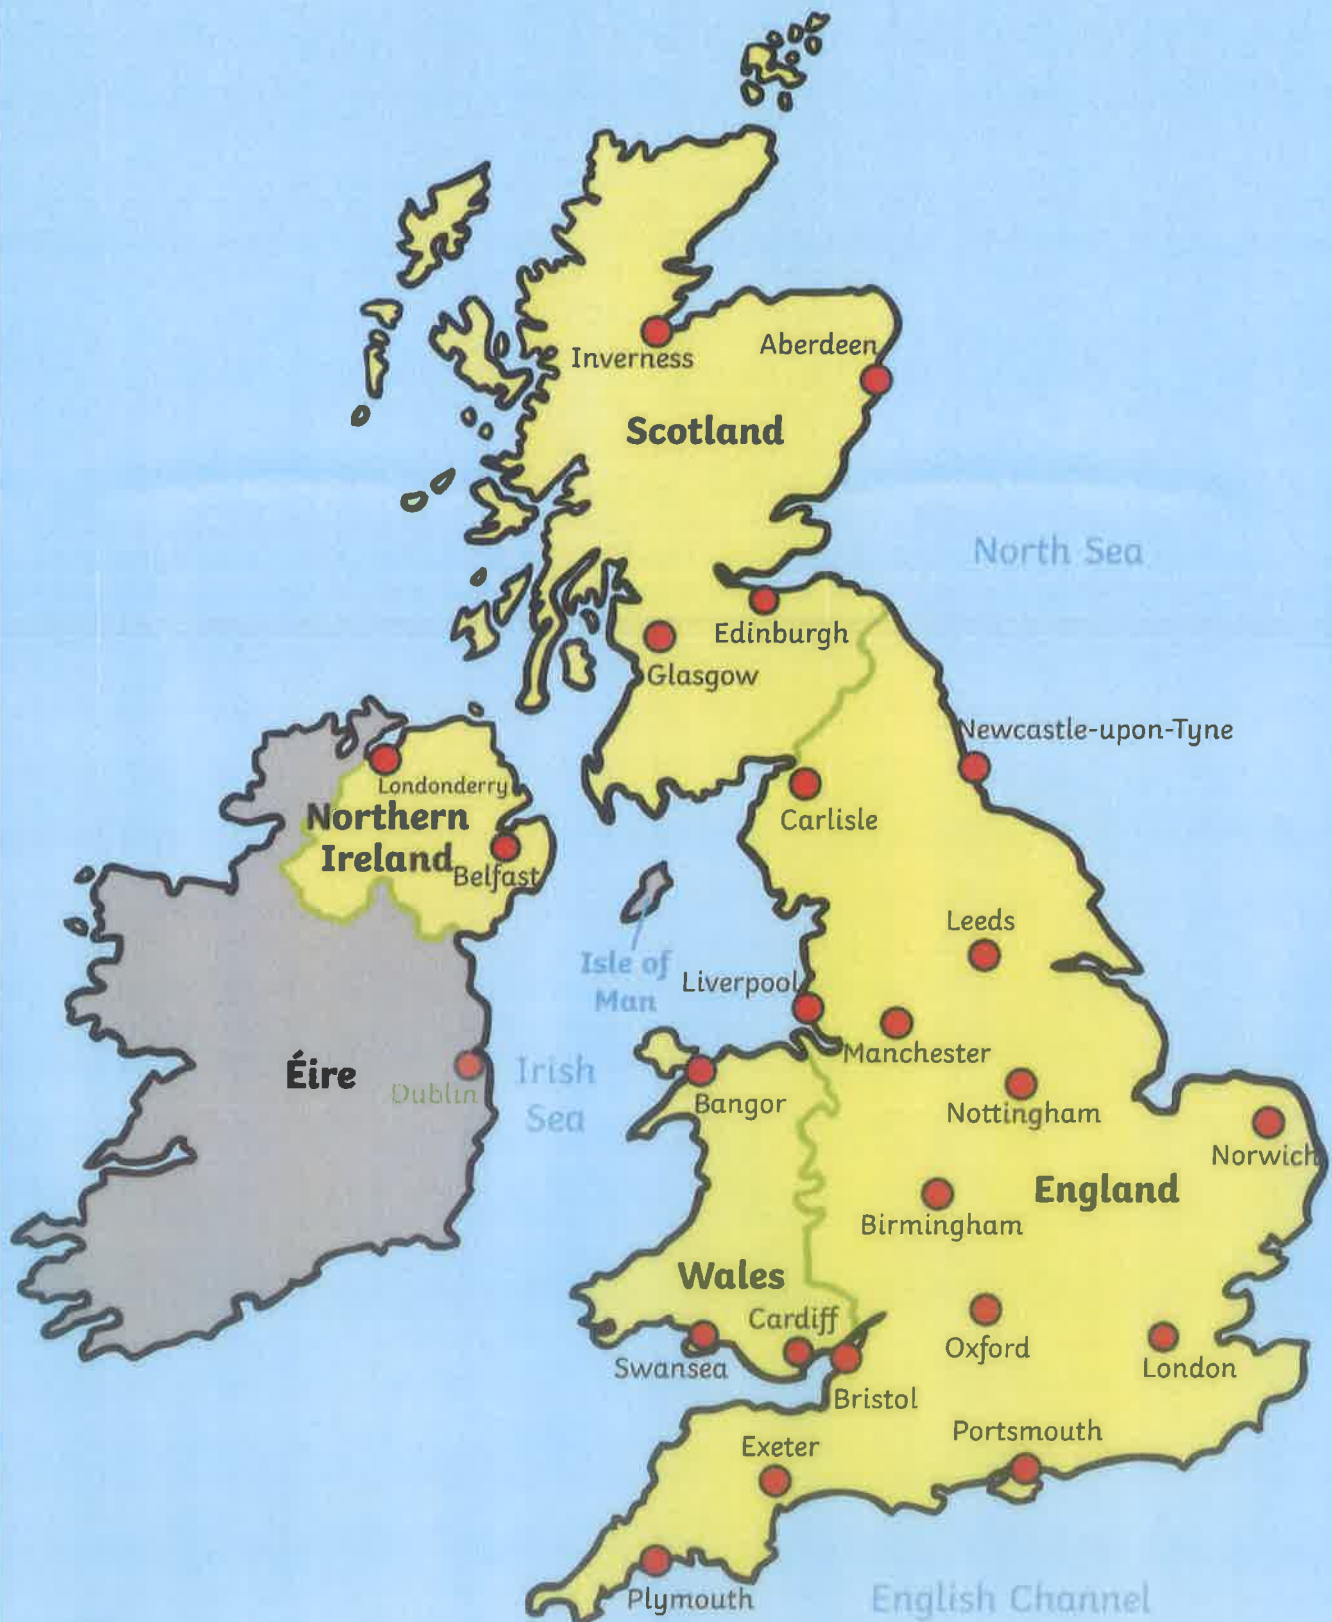 Inverness
Aberdeen
Scotland
North Sea
Edinburgh
Glasgow
Newcastle-upon-Tyne
Londonderry
Northern
Ireland
Belfast
Carlisle
Leeds
Isle of
Man
Liverpool
Manchester
Éire
Dublin
Irish
Sea
Bangor
Nottingham
Norwich
England
Birmingham
Wales
Cardiff
Swansea
Oxford
London
Bristol
Portsmouth
Exeter
Plymouth
English Channel